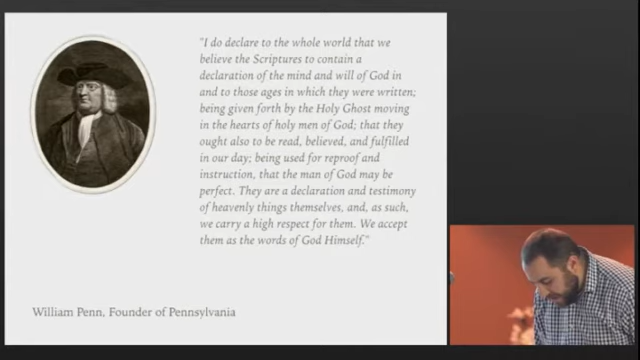 "I do declare to the whole world that we
believe the Scriptures to contain a
declaration of the mind and will of God in
and to those ages in which they were written;
being given forth by the Holy Ghost moving
in the hearts of holy men of God; that they
ought also to be read, believed, and fulfilled
in our day; being used for reproof and
instruction, that the man of God may be
perfect. They are a declaration and testimony
of heavenly things themselves, and, as such,
we carry a high respect for them. We accept
them as the words of God Himself."
William Penn, Founder of Pennsylvania